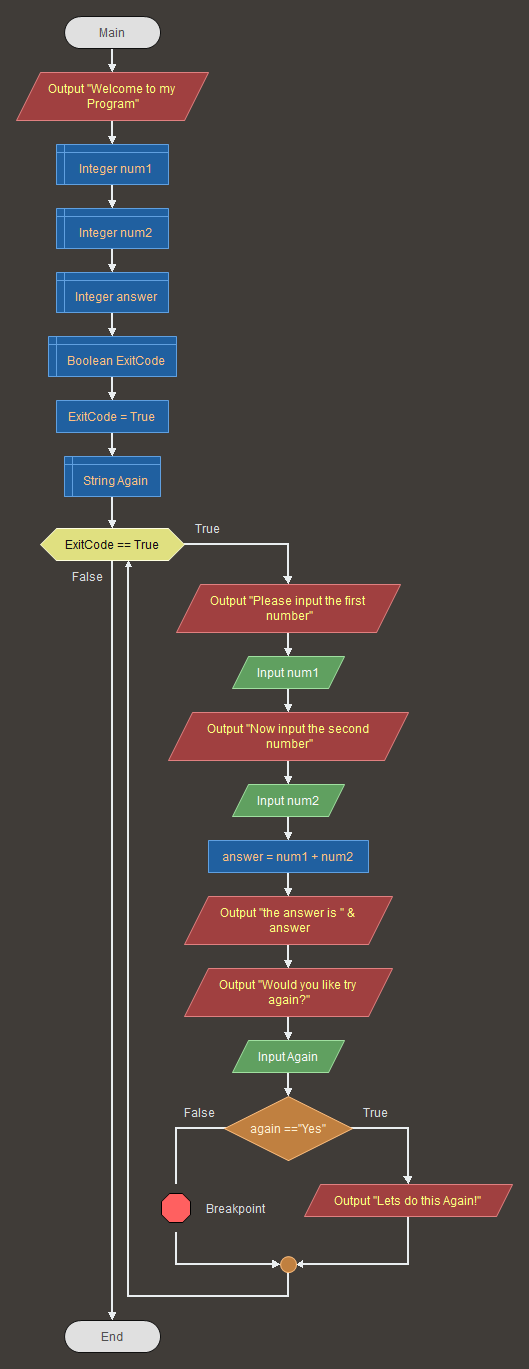 Main
Output "Welcome to my
Program"
Integer num1
Integer num2
Integer answer
Boolean ExitCode
ExitCode = True
String Again
ExitCode == True
True
False
Output "Please input the first
number"
Input num1
Output "Now input the second
number"
Input num2
answer = num1 + num2
Output "the answer is " &
answer
Output "Would you like try
again?"
Input Again
again =="Yes"
False
True
Breakpoint
Output "Lets do this Again!"
End